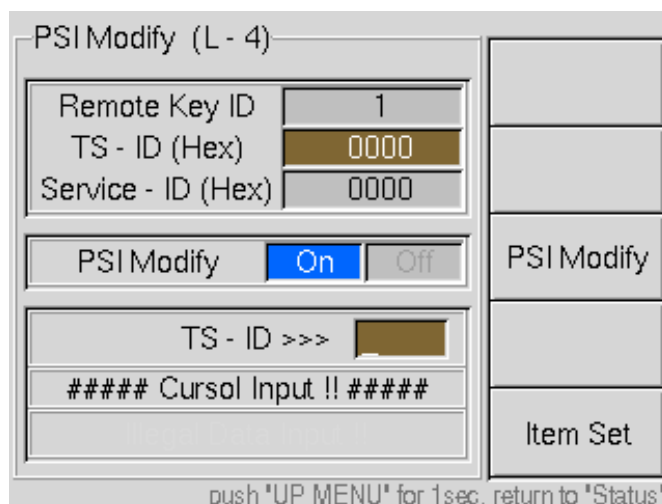 PSI Modify (L - 4)
Remote Key ID 1
TS - ID (Hex) 0000
Service - ID (Hex) 0000
PSI Modify On Off
PSI Modify
TS - ID >>>
##### Cursol Input !! #####
Illegal Data Input !!
Item Set
push "UP MENU" for 1sec. return to "Status"